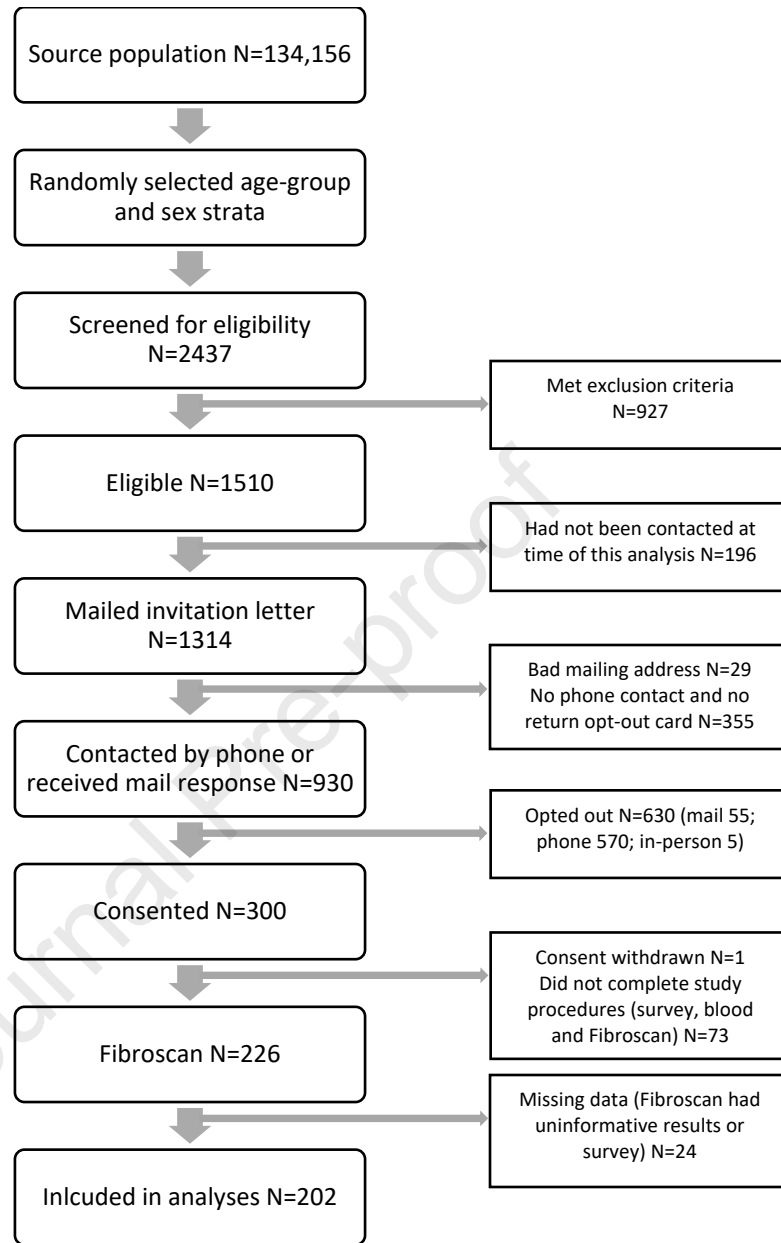 Source population N=134,156
Randomly selected age-group
and sex strata
Screened for eligibility
N=2437
Met exclusion criteria
N=927
Eligible N=1510
Had not been contacted at
time of this analysis N=196
Mailed invitation letter
N=1314
Bad mailing address N=29
No phone contact and no
return opt-out card N=355
Contacted by phone or
received mail response N=930
Opted out N=630 (mail 55;
phone 570; in-person 5)
Consented N=300
Consent withdrawn N=1
Did not complete study
procedures (survey, blood
and Fibroscan) N=73
Fibroscan N=226
Missing data (Fibroscan had
uninformative results or
survey) N=24
Inlcuded in analyses N=202
ournal Pre-proof